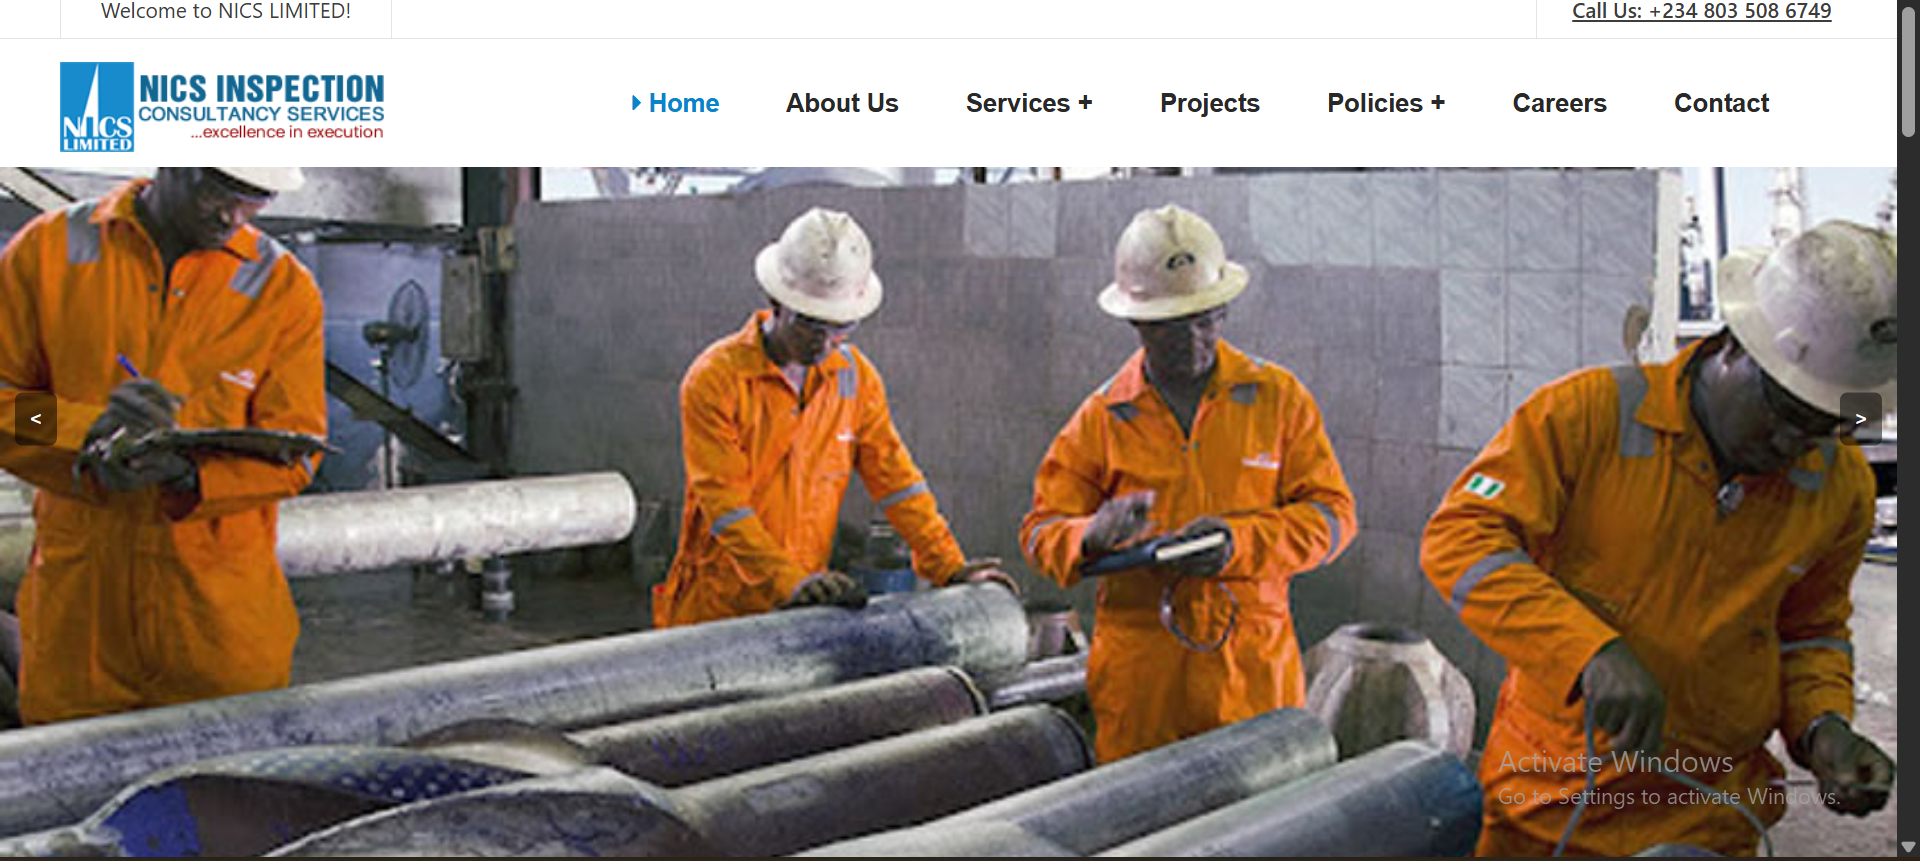 Welcome to NICS LIMITED!
Call Us: +234 803 508 6749
NICS
LIMITED
NICS INSPECTION
CONSULTANCY SERVICES
...excellence in execution
Home
About Us
Services +
Projects
Policies +
Careers
Contact
<
>
Activate Windows
Go to Settings to activate Windows.